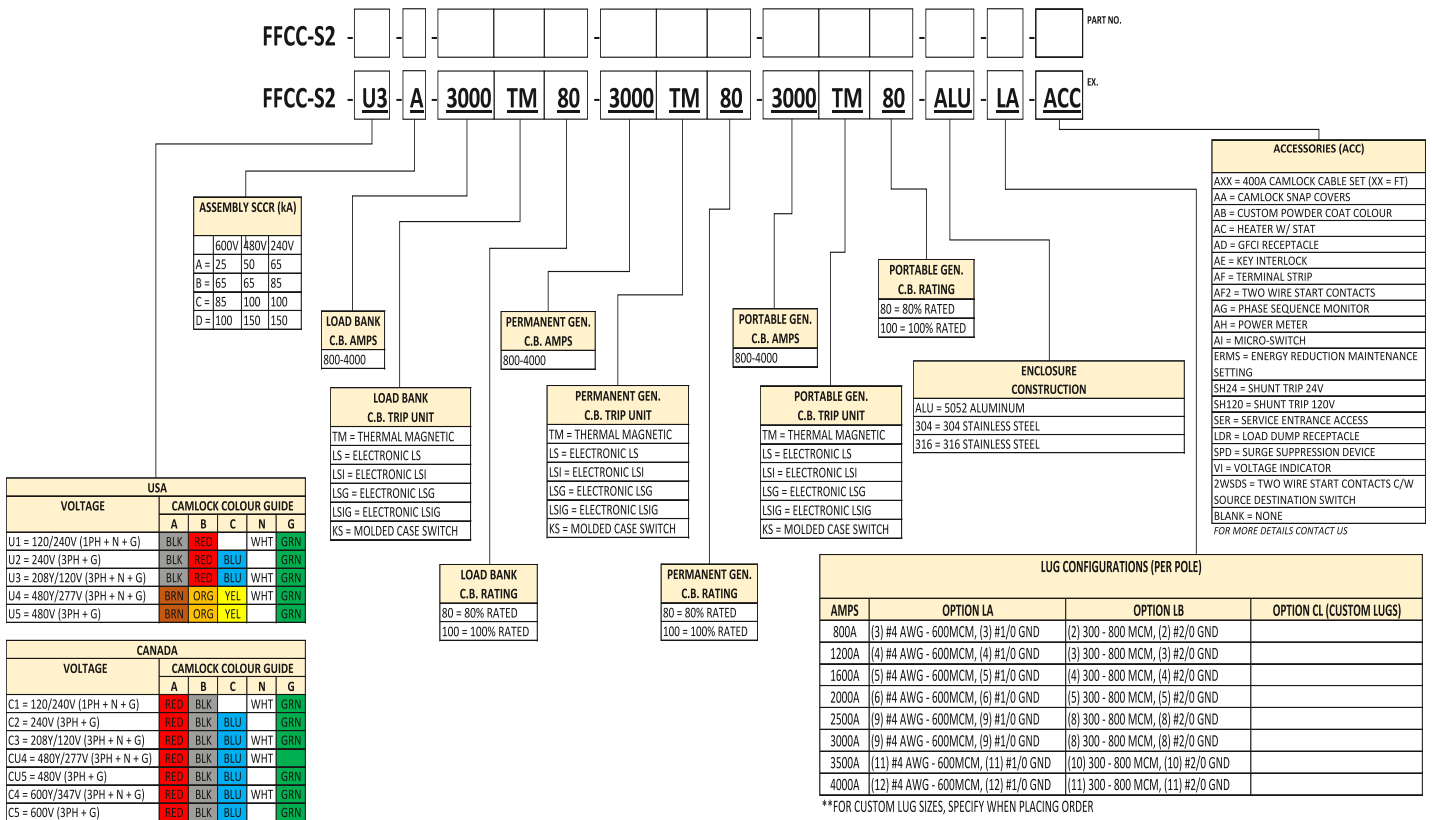 FFCC-S2 - - - - - - - - PART NO.
FFCC-S2 - U3 - A - 3000 TM 80 - 3000 TM 80 - 3000 TM 80 - ALU - LA - ACC EX.
ASSEMBLY SCCR (kA)
600V 480V 240V
A = 25 50 65
B = 65 65 85
C = 85 100 100
D = 100 150 150
LOAD BANK
C.B. AMPS
800-4000
LOAD BANK
C.B. TRIP UNIT
TM = THERMAL MAGNETIC
LS = ELECTRONIC LS
LSI = ELECTRONIC LSI
LSG = ELECTRONIC LSG
LSIG = ELECTRONIC LSIG
KS = MOLDED CASE SWITCH
LOAD BANK
C.B. RATING
80 = 80% RATED
100 = 100% RATED
PERMANENT GEN.
C.B. AMPS
800-4000
PERMANENT GEN.
C.B. TRIP UNIT
TM = THERMAL MAGNETIC
LS = ELECTRONIC LS
LSI = ELECTRONIC LSI
LSG = ELECTRONIC LSG
LSIG = ELECTRONIC LSIG
KS = MOLDED CASE SWITCH
PERMANENT GEN.
C.B. RATING
80 = 80% RATED
100 = 100% RATED
PORTABLE GEN.
C.B. AMPS
800-4000
PORTABLE GEN.
C.B. TRIP UNIT
TM = THERMAL MAGNETIC
LS = ELECTRONIC LS
LSI = ELECTRONIC LSI
LSG = ELECTRONIC LSG
LSIG = ELECTRONIC LSIG
KS = MOLDED CASE SWITCH
PORTABLE GEN.
C.B. RATING
80 = 80% RATED
100 = 100% RATED
ENCLOSURE
CONSTRUCTION
ALU = 5052 ALUMINUM
304 = 304 STAINLESS STEEL
316 = 316 STAINLESS STEEL
ACCESSORIES (ACC)
AXX = 400A CAMLOCK CABLE SET (XX = FT)
AA = CAMLOCK SNAP COVERS
AB = CUSTOM POWDER COAT COLOUR
AC = HEATER W/ STAT
AD = GFCI RECEPTACLE
AE = KEY INTERLOCK
AF = TERMINAL STRIP
AF2 = TWO WIRE START CONTACTS
AG = PHASE SEQUENCE MONITOR
AH = POWER METER
AI = MICRO-SWITCH
ERMS = ENERGY REDUCTION MAINTENANCE
SETTING
SH24 = SHUNT TRIP 24V
SH120 = SHUNT TRIP 120V
SER = SERVICE ENTRANCE ACCESS
LDR = LOAD DUMP RECEPTACLE
SPD = SURGE SUPPRESSION DEVICE
VI = VOLTAGE INDICATOR
2WSDS = TWO WIRE START CONTACTS C/W
SOURCE DESTINATION SWITCH
BLANK = NONE
FOR MORE DETAILS CONTACT US
USA
VOLTAGE CAMLOCK COLOUR GUIDE
A B C N G
U1 = 120/240V (1PH + N + G) BLK RED WHT GRN
U2 = 240V (3PH + G) BLK RED BLU GRN
U3 = 208Y/120V (3PH + N + G) BLK RED BLU WHT GRN
U4 = 480Y/277V (3PH + N + G) BRN ORG YEL WHT GRN
U5 = 480V (3PH + G) BRN ORG YEL GRN
CANADA
VOLTAGE CAMLOCK COLOUR GUIDE
A B C N G
C1 = 120/240V (1PH + N + G) RED BLK WHT GRN
C2 = 240V (3PH + G) RED BLK BLU GRN
C3 = 208Y/120V (3PH + N + G) RED BLK BLU WHT GRN
CU4 = 480Y/277V (3PH + N + G) RED BLK BLU WHT
CU5 = 480V (3PH + G) RED BLK BLU GRN
C4 = 600Y/347V (3PH + N + G) RED BLK BLU WHT GRN
C5 = 600V (3PH + G) RED BLK BLU GRN
LUG CONFIGURATIONS (PER POLE)
AMPS OPTION LA OPTION LB OPTION CL (CUSTOM LUGS)
800A (3) #4 AWG - 600MCM, (3) #1/0 GND (2) 300 - 800 MCM, (2) #2/0 GND
1200A (4) #4 AWG - 600MCM, (4) #1/0 GND (3) 300 - 800 MCM, (3) #2/0 GND
1600A (5) #4 AWG - 600MCM, (5) #1/0 GND (4) 300 - 800 MCM, (4) #2/0 GND
2000A (6) #4 AWG - 600MCM, (6) #1/0 GND (5) 300 - 800 MCM, (5) #2/0 GND
2500A (9) #4 AWG - 600MCM, (9) #1/0 GND (8) 300 - 800 MCM, (8) #2/0 GND
3000A (9) #4 AWG - 600MCM, (9) #1/0 GND (8) 300 - 800 MCM, (8) #2/0 GND
3500A (11) #4 AWG - 600MCM, (11) #1/0 GND (10) 300 - 800 MCM, (10) #2/0 GND
4000A (12) #4 AWG - 600MCM, (12) #1/0 GND (11) 300 - 800 MCM, (11) #2/0 GND
**FOR CUSTOM LUG SIZES, SPECIFY WHEN PLACING ORDER